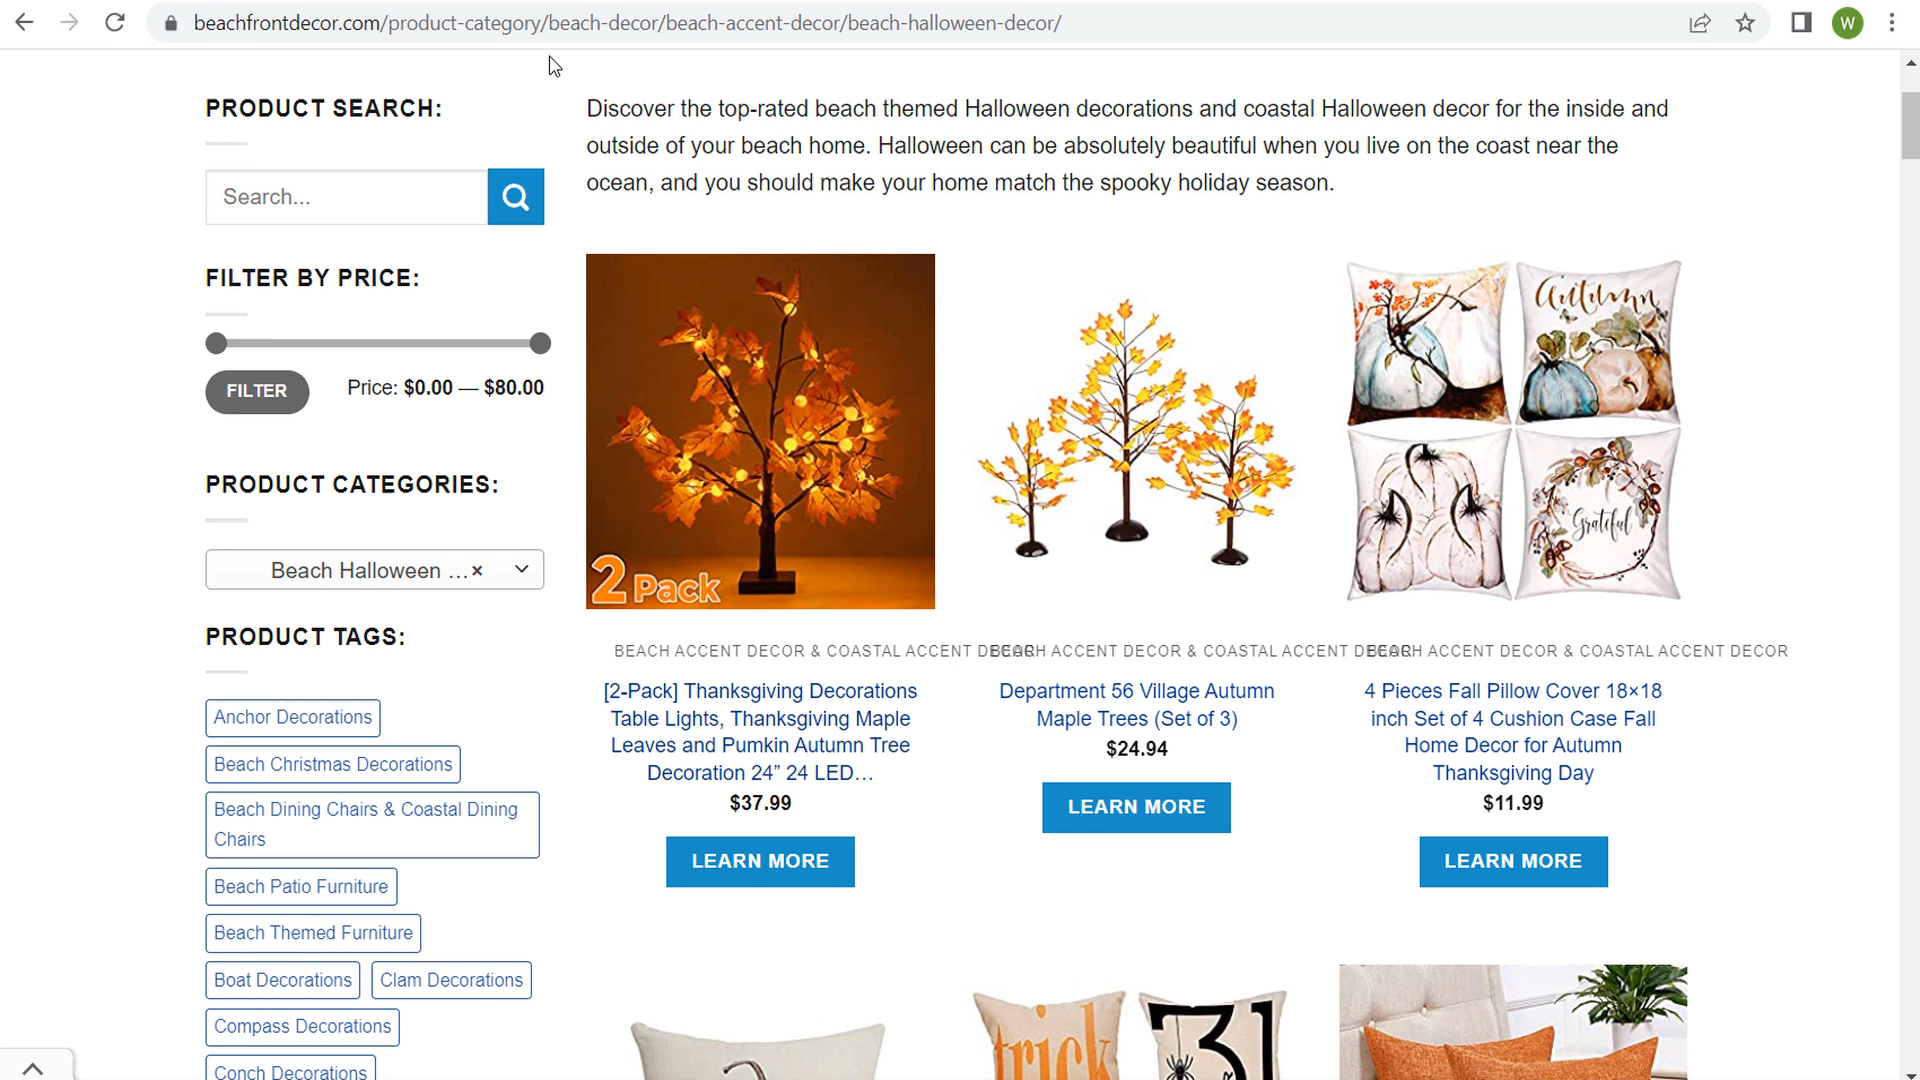 beachfrontdecor.com/product-category/beach-decor/beach-accent-decor/beach-halloween-decor/
W
PRODUCT SEARCH:
Search...
FILTER BY PRICE:
FILTER
Price: $0.00 — $80.00
PRODUCT CATEGORIES:
Beach Halloween ...×
PRODUCT TAGS:
Anchor Decorations
Beach Christmas Decorations
Beach Dining Chairs & Coastal Dining
Chairs
Beach Patio Furniture
Beach Themed Furniture
Boat Decorations
Clam Decorations
Compass Decorations
Conch Decorations
Discover the top-rated beach themed Halloween decorations and coastal Halloween decor for the inside and
outside of your beach home. Halloween can be absolutely beautiful when you live on the coast near the
ocean, and you should make your home match the spooky holiday season.
2 Pack
BEACH ACCENT DECOR & COASTAL ACCENT DECOR
[2-Pack] Thanksgiving Decorations
Table Lights, Thanksgiving Maple
Leaves and Pumkin Autumn Tree
Decoration 24” 24 LED…
$37.99
LEARN MORE
BEACH ACCENT DECOR & COASTAL ACCENT DECOR
Department 56 Village Autumn
Maple Trees (Set of 3)
$24.94
LEARN MORE
Autumn
Grateful
BEACH ACCENT DECOR & COASTAL ACCENT DECOR
4 Pieces Fall Pillow Cover 18×18
inch Set of 4 Cushion Case Fall
Home Decor for Autumn
Thanksgiving Day
$11.99
LEARN MORE
trick
31